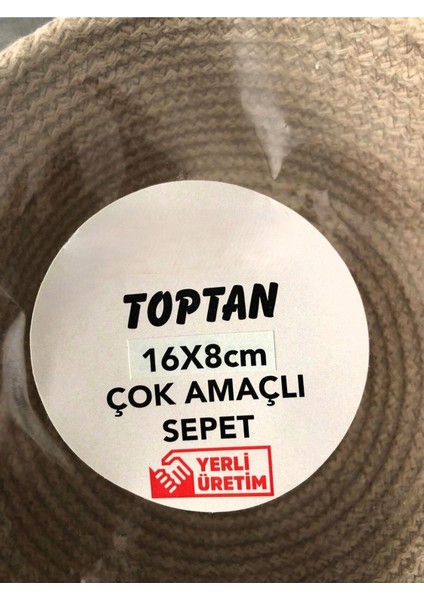 TOPTAN
16X8cm
ÇOK AMAÇLI
SEPET
YERLİ
ÜRETİM